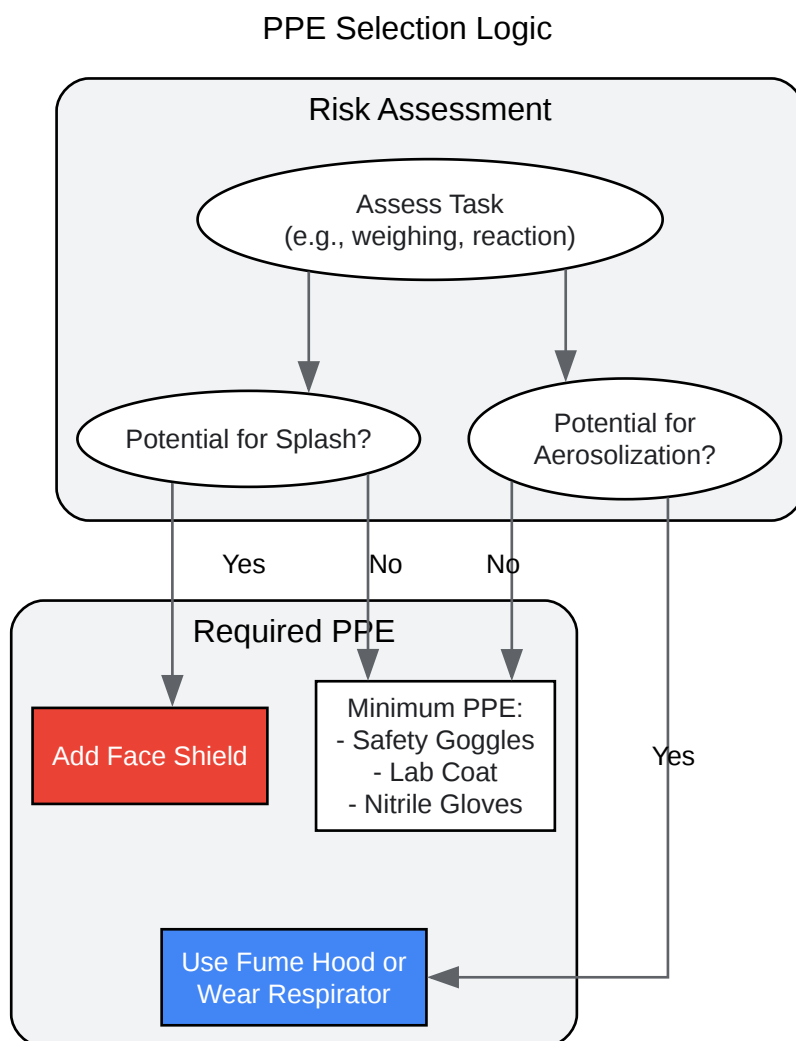 PPE Selection Logic
Risk Assessment
Assess Task
(e.g., weighing, reaction)
Potential for Splash?
Potential for
Aerosolization?
Yes
No
No
Required PPE
Add Face Shield
Minimum PPE:
- Safety Goggles
- Lab Coat
- Nitrile Gloves
Yes
Use Fume Hood or
Wear Respirator